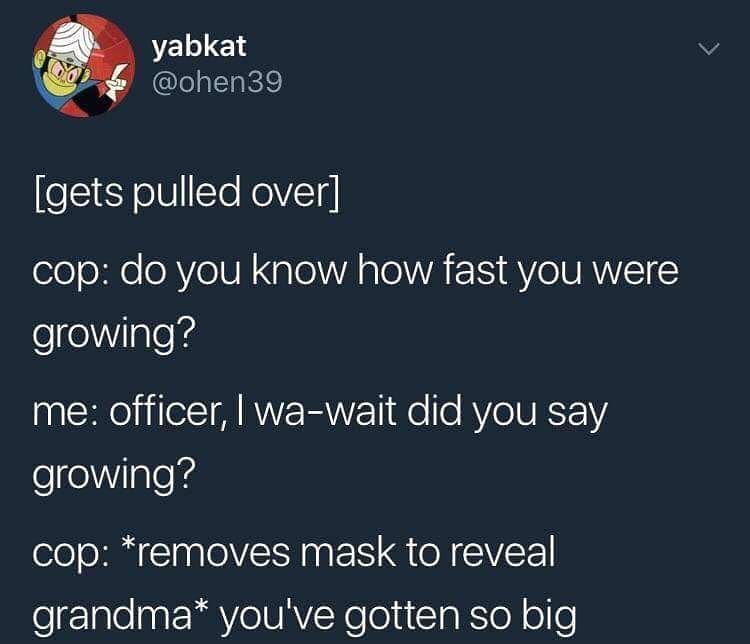 yabkat
@ohen39
[gets pulled over]
cop: do you know how fast you were
growing?
me: officer, I wa-wait did you say
growing?
cop: *removes mask to reveal
grandma* you've gotten so big